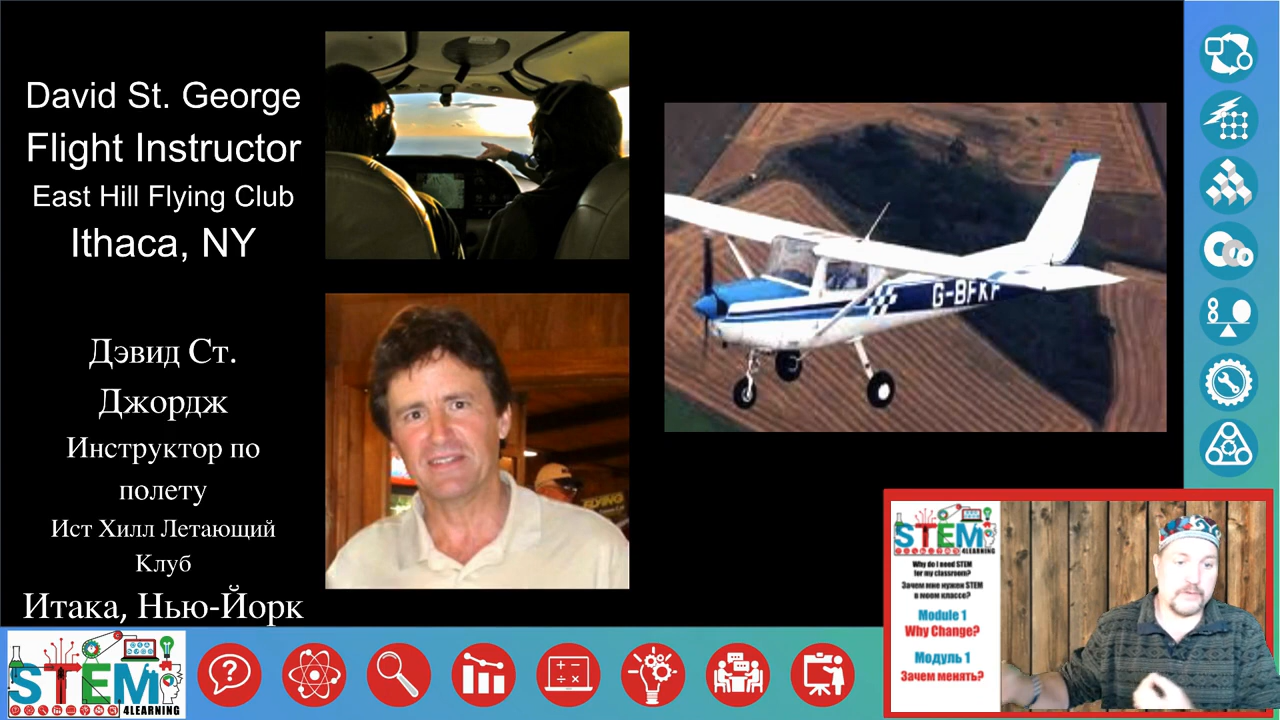 David St. George
Flight Instructor
East Hill Flying Club
Ithaca, NY
Дэвид Ст.
Джордж
Инструктор по
полету
Ист Хилл Летающий
Клуб
Итака, Нью-Йорк
STEM
4LEARNING
STEM
4LEARNING
Why do I need STEM
for my classroom?
Зачем мне нужен STEM
в моем классе?
Module 1
Why Change?
Модуль 1
Зачем менять?